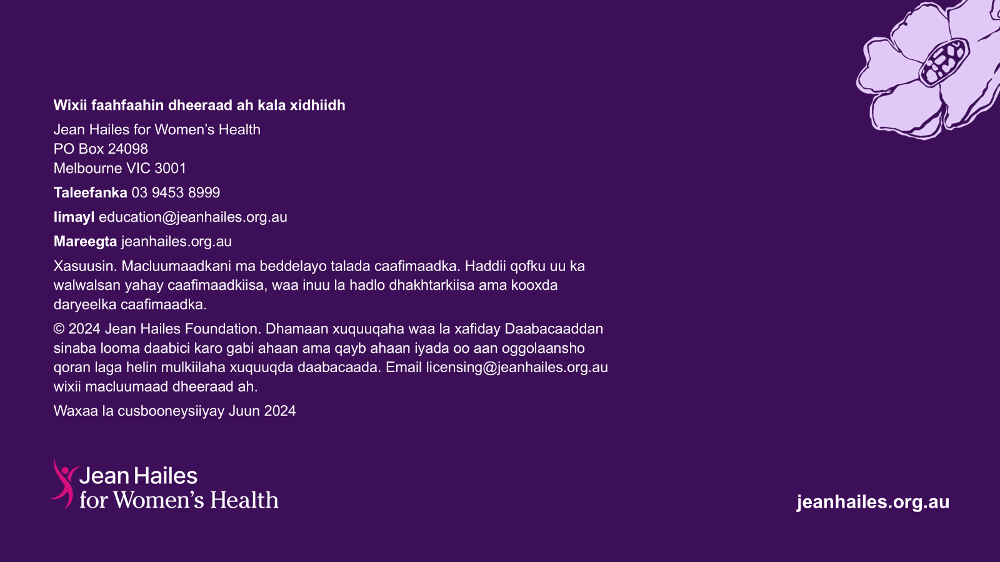 Wixii faahfaahin dheeraad ah kala xidhiidh
Jean Hailes for Women’s Health
PO Box 24098
Melbourne VIC 3001
Taleefanka 03 9453 8999
Iimayl education@jeanhailes.org.au
Mareegta jeanhailes.org.au
Xasuusin. Macluumaadkani ma beddelayo talada caafimaadka. Haddii qofku uu ka
walwalsan yahay caafimaadkiisa, waa inuu la hadlo dhakhtarkiisa ama kooxda
daryeelka caafimaadka.
© 2024 Jean Hailes Foundation. Dhamaan xuquuqaha waa la xafiday Daabacaaddan
sinaba looma daabici karo gabi ahaan ama qayb ahaan iyada oo aan oggolaansho
qoran laga helin mulkiilaha xuquuqda daabacaada. Email licensing@jeanhailes.org.au
wixii macluumaad dheeraad ah.
Waxaa la cusbooneysiiyay Juun 2024
Jean Hailes
for Women’s Health
jeanhailes.org.au